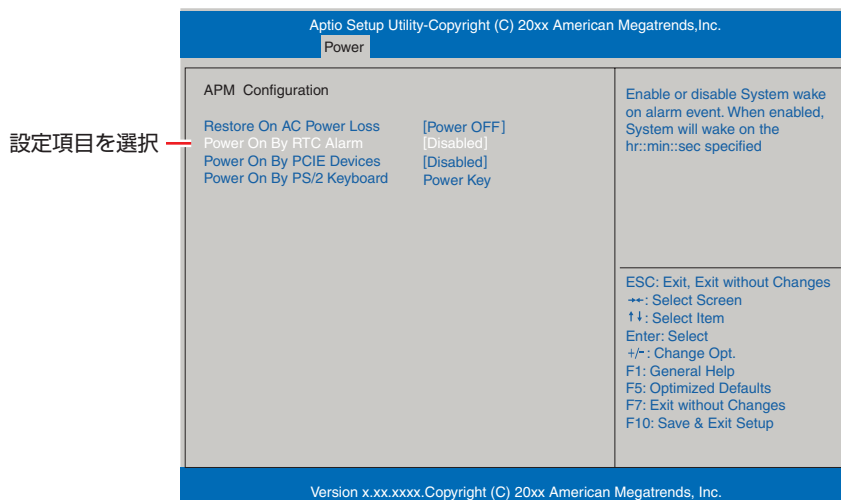 Aptio Setup Utility-Copyright (C) 20xx American Megatrends,Inc.
Power
設定項目を選択
APM Configuration
Restore On AC Power Loss [Power OFF]
Power On By RTC Alarm [Disabled]
Power On By PCIE Devices [Disabled]
Power On By PS/2 Keyboard Power Key
Enable or disable System wake
on alarm event. When enabled,
System will wake on the
hr::min::sec specified
ESC: Exit, Exit without Changes
→←: Select Screen
↑↓: Select Item
Enter: Select
+/-: Change Opt.
F1: General Help
F5: Optimized Defaults
F7: Exit without Changes
F10: Save & Exit Setup
Version x.xx.xxxx.Copyright (C) 20xx American Megatrends, Inc.